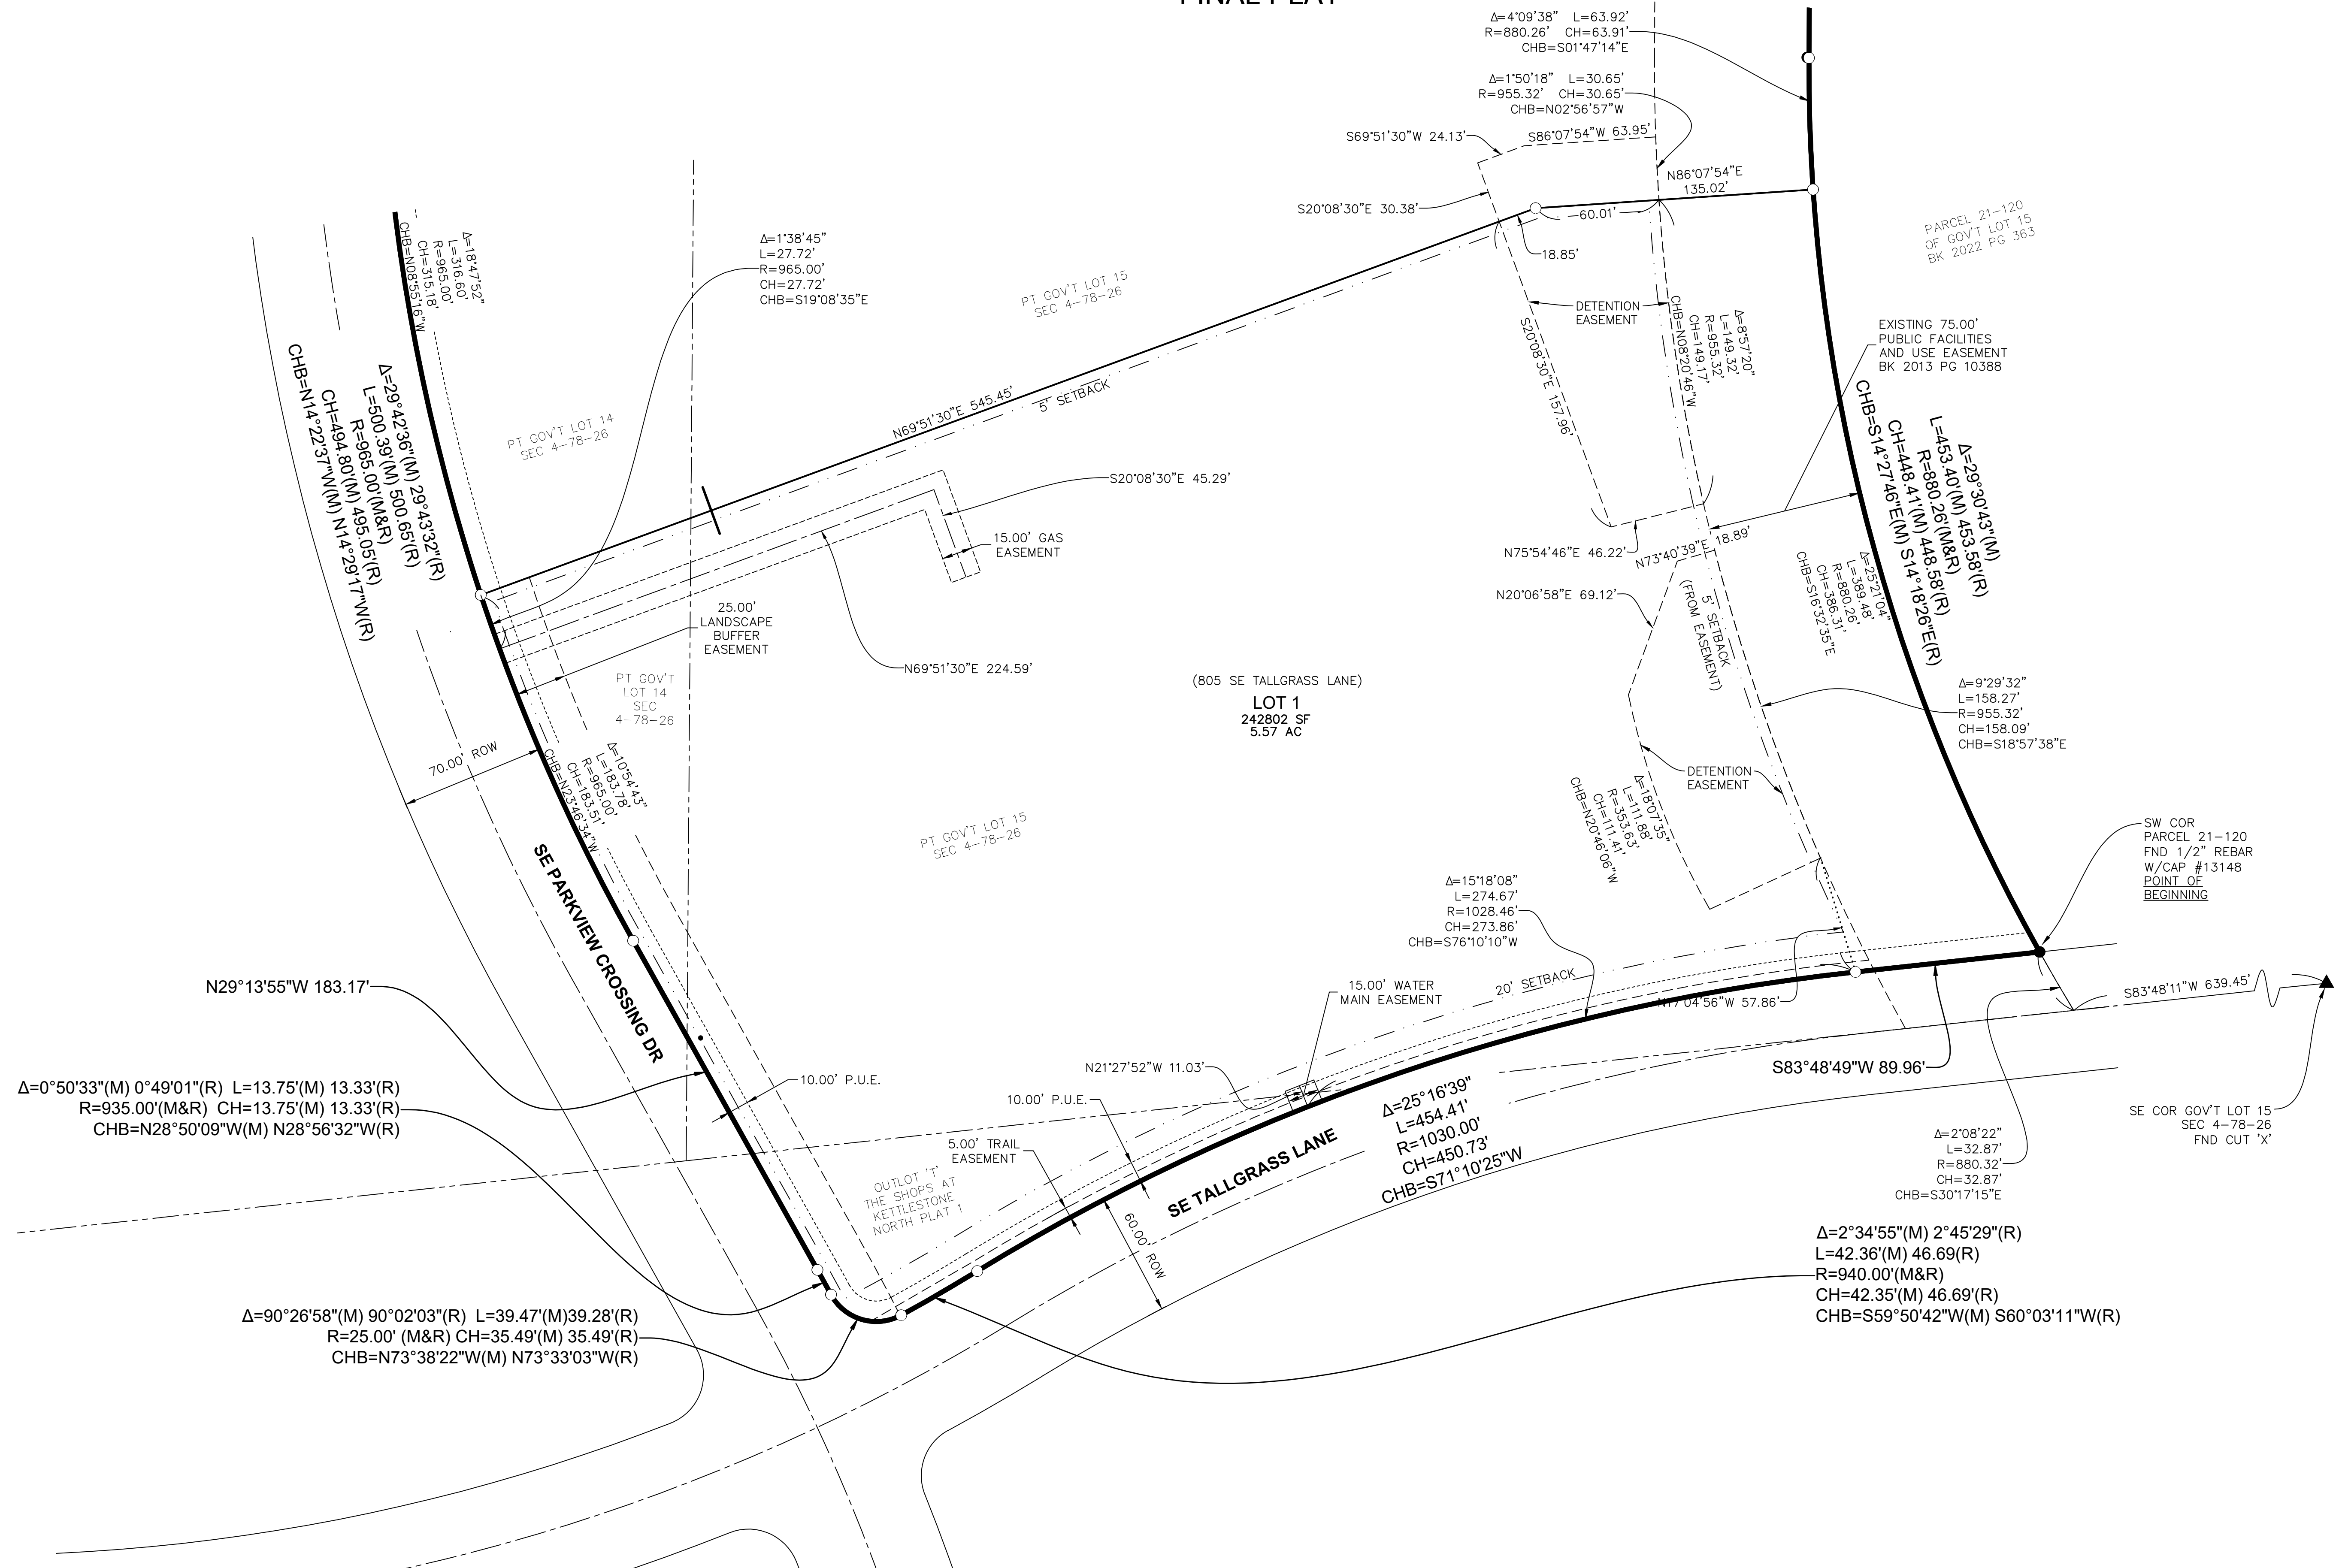 Δ=4°09'38" L=63.92'
R=880.26' CH=63.91'
CHB=S01°47'14"E
Δ=1°50'18" L=30.65'
R=955.32' CH=30.65'
CHB=N02°56'57"W
S69°51'30"W 24.13'
S86°07'54"W 63.95'
N86°07'54"E
135.02'
S20°08'30"E 30.38'
60.01'
18.85'
PARCEL 21-120
OF GOV'T LOT 15
BK 2022 PG 363
Δ=18°47'52"
L=316.60'
R=965.00'
CH=315.18'
CHB=N08°55'16"W
Δ=1°38'45"
L=27.72'
R=965.00'
CH=27.72'
CHB=S19°08'35"E
PT GOV'T LOT 15
SEC 4-78-26
DETENTION
EASEMENT
S20°08'30"E 157.96'
Δ=8°57'20"
L=149.32'
R=955.32'
CH=149.17'
CHB=N08°20'46"W
EXISTING 75.00'
PUBLIC FACILITIES
AND USE EASEMENT
BK 2013 PG 10388
Δ=29°42'36"(M) 29°43'32"(R)
L=500.39'(M) 500.65'(R)
R=965.00'(M&R)
CH=494.80'(M) 495.05'(R)
CHB=N14°22'37"W(M) N14°29'17"W(R)
PT GOV'T LOT 14
SEC 4-78-26
N69°51'30"E 545.45'
5' SETBACK
Δ=29°30'43"(M)
L=453.40'(M) 453.58'(R)
R=880.26'(M&R)
CH=448.41'(M) 448.58'(R)
CHB=S14°27'46"E(M) S14°18'26"E(R)
S20°08'30"E 45.29'
15.00' GAS
EASEMENT
N75°54'46"E 46.22'
N73°40'39"E 18.89'
Δ=25°21'04"
L=389.48'
R=880.26'
CH=386.31'
CHB=S16°32'35"E
N20°06'58"E 69.12'
5' SETBACK
(FROM EASEMENT)
25.00'
LANDSCAPE
BUFFER
EASEMENT
N69°51'30"E 224.59'
PT GOV'T
LOT 14
SEC
4-78-26
(805 SE TALLGRASS LANE)
LOT 1
242802 SF
5.57 AC
Δ=9°29'32"
L=158.27'
R=955.32'
CH=158.09'
CHB=S18°57'38"E
70.00' ROW
Δ=10°54'43"
L=183.78'
R=965.00'
CH=183.51'
CHB=N23°46'34"W
DETENTION
EASEMENT
Δ=18°07'35"
L=111.88'
R=353.63'
CH=111.41'
CHB=N20°46'06"W
PT GOV'T LOT 15
SEC 4-78-26
SW COR
PARCEL 21-120
FND 1/2" REBAR
W/CAP #13148
POINT OF
BEGINNING
Δ=15°18'08"
L=274.67'
R=1028.46'
CH=273.86'
CHB=S76°10'10"W
SE PARKVIEW CROSSING DR
N29°13'55"W 183.17'
15.00' WATER
MAIN EASEMENT
20' SETBACK
N17°04'56"W 57.86'
S83°48'11"W 639.45'
S83°48'49"W 89.96'
N21°27'52"W 11.03'
10.00' P.U.E.
10.00' P.U.E.
Δ=0°50'33"(M) 0°49'01"(R) L=13.75'(M) 13.33'(R)
R=935.00'(M&R) CH=13.75'(M) 13.33'(R)
CHB=N28°50'09"W(M) N28°56'32"W(R)
5.00' TRAIL
EASEMENT
Δ=25°16'39"
L=454.41'
R=1030.00'
CH=450.73'
CHB=S71°10'25"W
SE COR GOV'T LOT 15
SEC 4-78-26
FND CUT 'X'
Δ=2°08'22"
L=32.87'
R=880.32'
CH=32.87'
CHB=S30°17'15"E
OUTLOT 'T'
THE SHOPS AT
KETTLESTONE
NORTH PLAT 1
SE TALLGRASS LANE
60.00' ROW
Δ=2°34'55"(M) 2°45'29"(R)
L=42.36'(M) 46.69(R)
R=940.00'(M&R)
CH=42.35'(M) 46.69'(R)
CHB=S59°50'42"W(M) S60°03'11"W(R)
Δ=90°26'58"(M) 90°02'03"(R) L=39.47'(M)39.28'(R)
R=25.00' (M&R) CH=35.49'(M) 35.49'(R)
CHB=N73°38'22"W(M) N73°33'03"W(R)